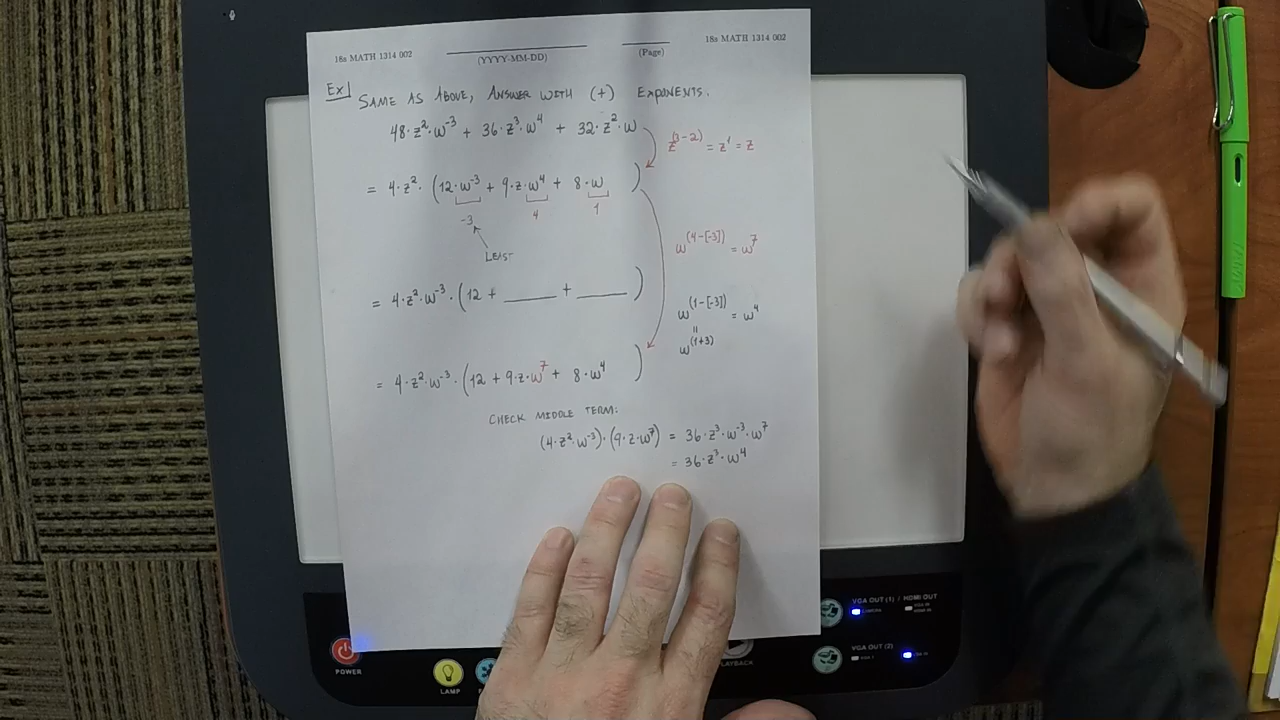 18s MATH 1314 002
(YYYY-MM-DD)
(Page)
18s MATH 1314 002
Ex] SAME AS ABOVE, ANSWER WITH (+) EXPONENTS.
48·z²·w⁻³ + 36·z³·w⁴ + 32·z²·w
z⁽³⁻²⁾ = z¹ = z
= 4·z²·(12·w⁻³ + 9·z·w⁴ + 8·w)
-3 4 1
LEAST
w^(4-[-3]) = w⁷
= 4·z²·w⁻³·(12 + ____ + ____)
w^(1-[-3]) = w⁴
=
w^(1+3)
= 4·z²·w⁻³·(12 + 9·z·w⁷ + 8·w⁴)
CHECK MIDDLE TERM:
(4·z²·w⁻³)·(9·z·w⁷) = 36·z³·w⁻³·w⁷
= 36·z³·w⁴
POWER
LAMP
PLAYBACK
VGA OUT (1) / HDMI OUT
VGA OUT (2)